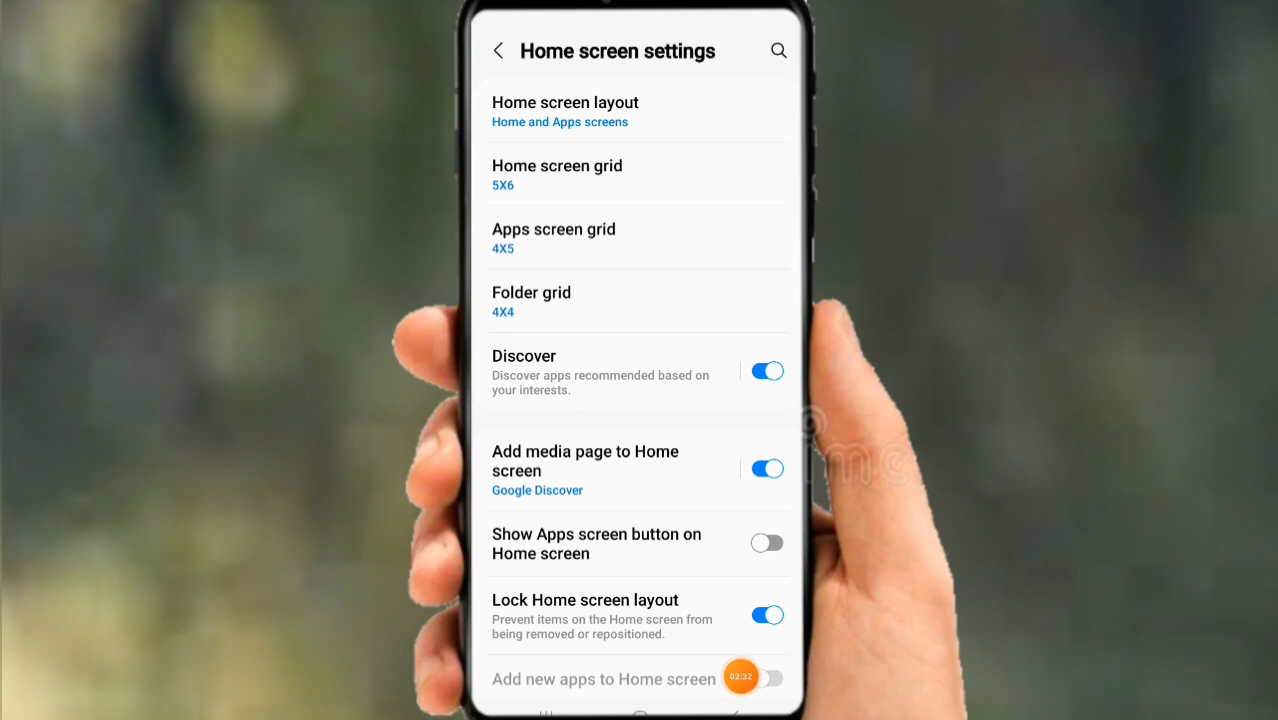 Home screen settings
Home screen layout
Home and Apps screens
Home screen grid
5X6
Apps screen grid
4X5
Folder grid
4X4
Discover
Discover apps recommended based on
your interests.
Add media page to Home
screen
Google Discover
Show Apps screen button on
Home screen
Lock Home screen layout
Prevent items on the Home screen from
being removed or repositioned.
Add new apps to Home screen
02:32